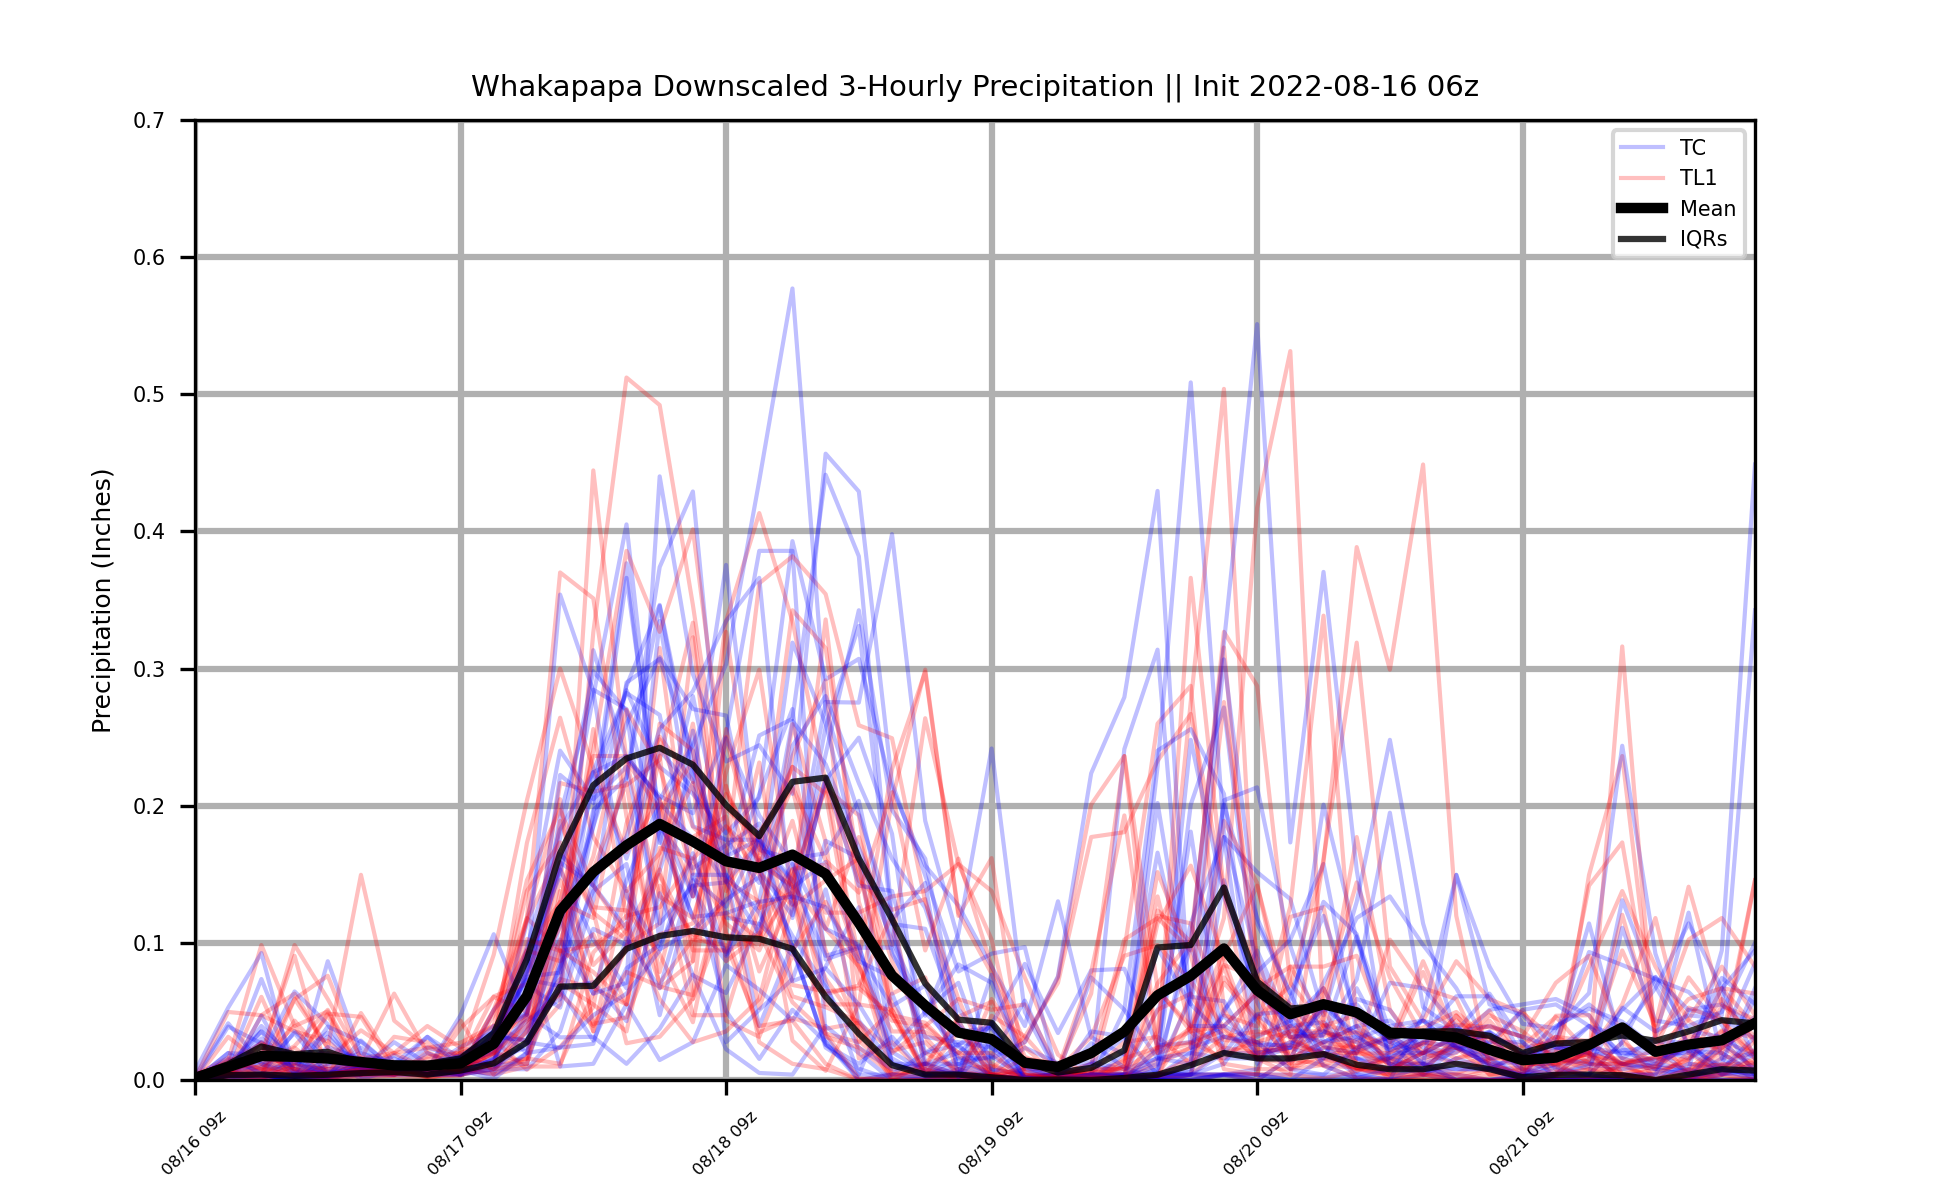 Whakapapa Downscaled 3-Hourly Precipitation || Init 2022-08-16 06z
TC
TL1
Mean
IQRs
Precipitation (Inches)
0.7
0.6
0.5
0.4
0.3
0.2
0.1
0.0
08/16 09z
08/17 09z
08/18 09z
08/19 09z
08/20 09z
08/21 09z